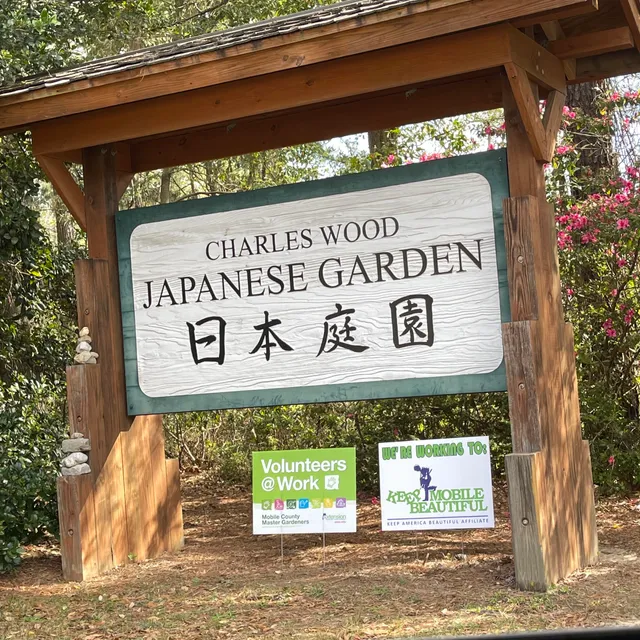 CHARLES WOOD
JAPANESE GARDEN
日本庭園
Volunteers
@ Work
Mobile County
Master Gardeners
EXTENSION
WE'RE WORKING TO:
KEEP MOBILE
BEAUTIFUL
KEEP AMERICA BEAUTIFUL AFFILIATE